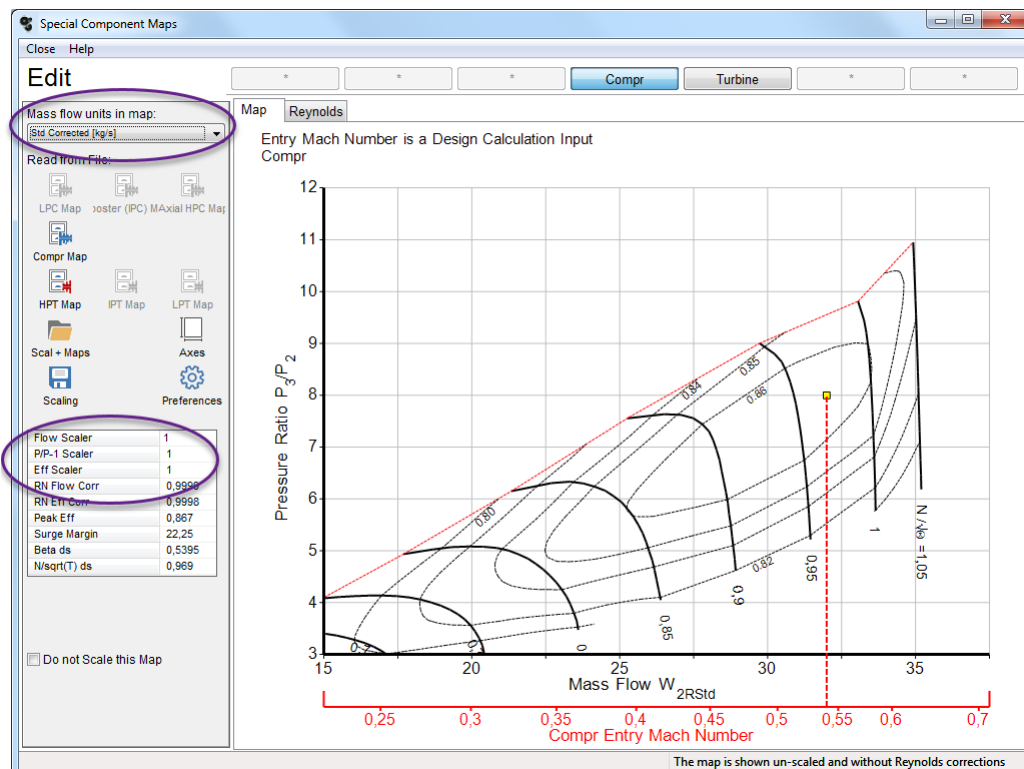 Special Component Maps
Close Help
Edit
* * * Compr Turbine * *
Mass flow units in map:
Std Corrected [kg/s]
Read from File:
LPC Map ooster (IPC) M Axial HPC Map
Compr Map
HPT Map IPT Map LPT Map
Scal + Maps Axes
Scaling Preferences
Flow Scaler 1
P/P-1 Scaler 1
Eff Scaler 1
RN Flow Corr 0,9998
RN Eff Corr 0,9998
Peak Eff 0,867
Surge Margin 22,25
Beta ds 0,5395
N/sqrt(T) ds 0,969
Do not Scale this Map
Map Reynolds
Entry Mach Number is a Design Calculation Input
Compr
12
11
10
9
8
7
6
5
4
3
Pressure Ratio P3/P2
0.80
0.84
0.85
0.86
0.82
0,85
0,9
0,95
1
N /√Θ =1,05
15 20 25 30 35
Mass Flow W2RStd
0,25 0,3 0,35 0,4 0,45 0,5 0,55 0,6 0,7
Compr Entry Mach Number
The map is shown un-scaled and without Reynolds corrections